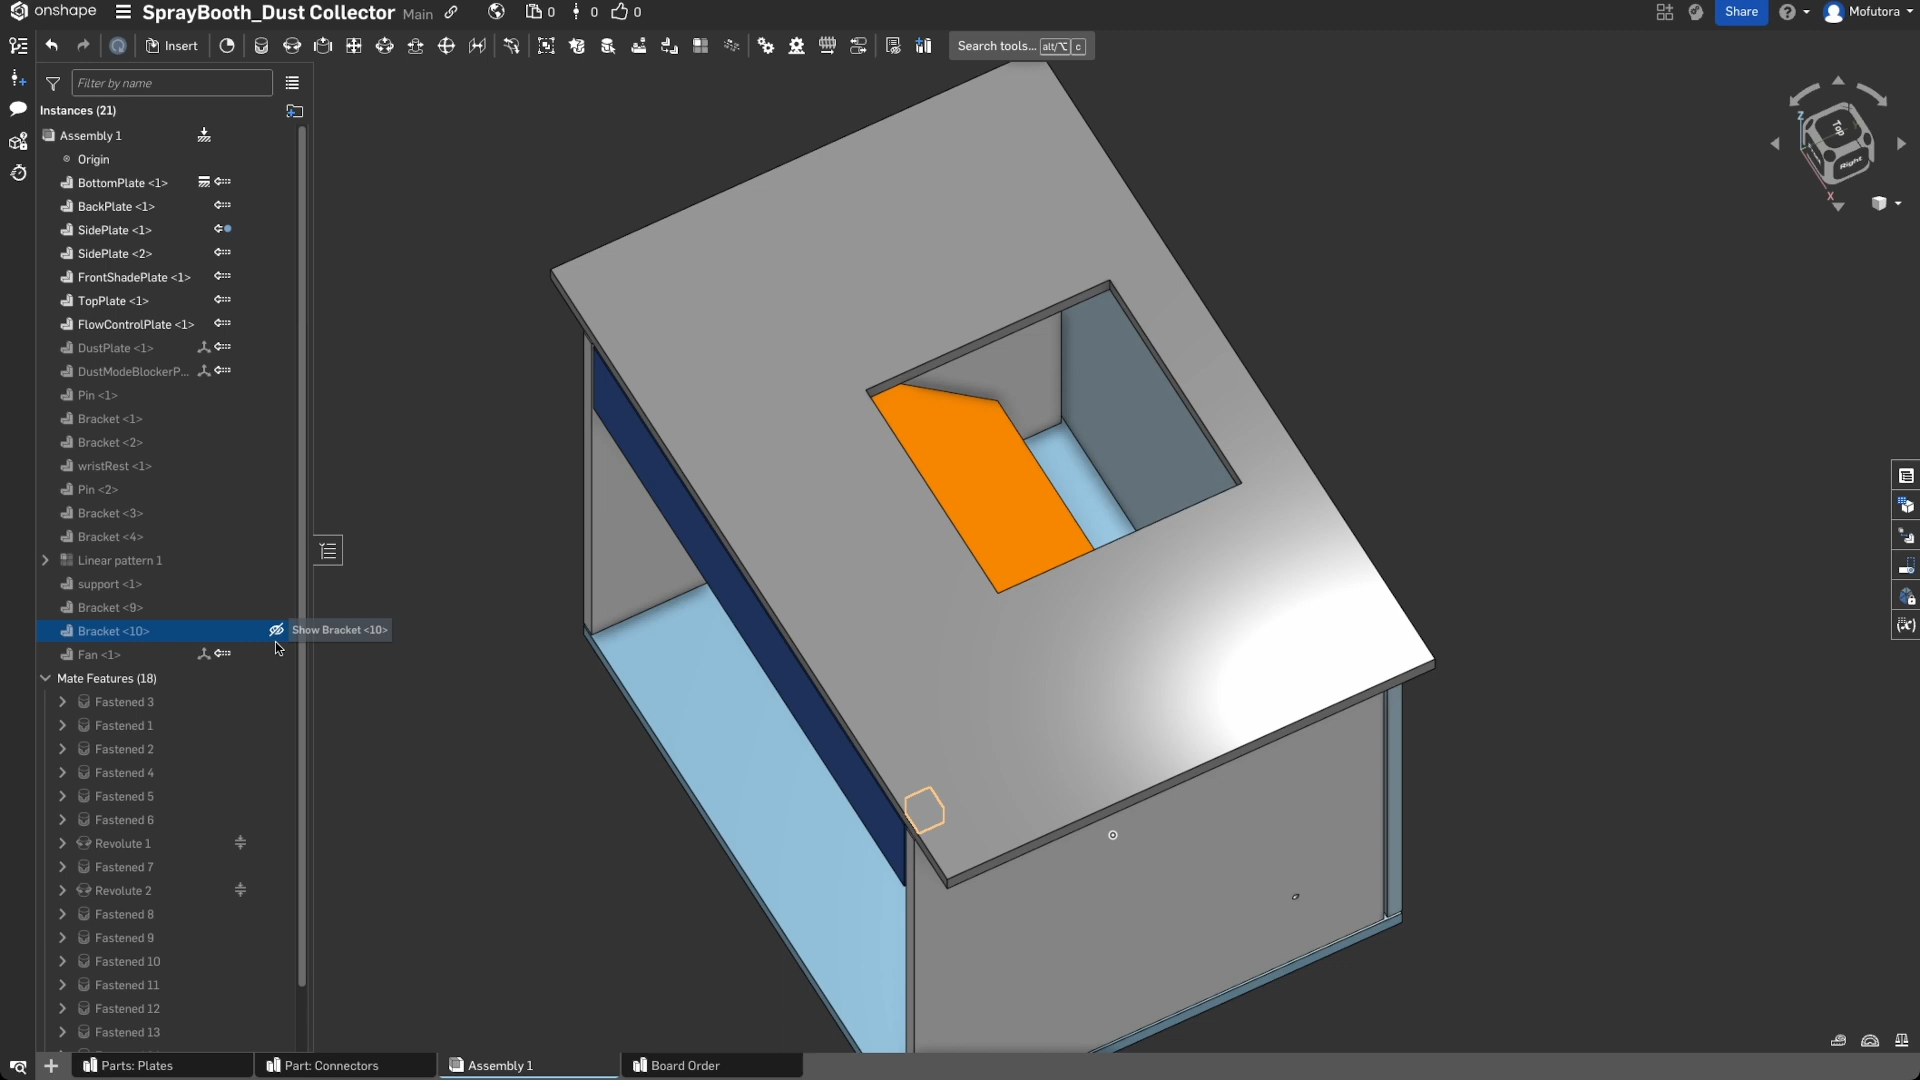 onshape SprayBooth_Dust Collector Main 0 0 0 Share Mofutora
Insert Search tools... alt/⌥ c
Filter by name
Instances (21)
Assembly 1
Origin
BottomPlate <1>
BackPlate <1>
SidePlate <1>
SidePlate <2>
FrontShadePlate <1>
TopPlate <1>
FlowControlPlate <1>
DustPlate <1>
DustModeBlockerP...
Pin <1>
Bracket <1>
Bracket <2>
wristRest <1>
Pin <2>
Bracket <3>
Bracket <4>
Linear pattern 1
support <1>
Bracket <9>
Bracket <10> Show Bracket <10>
Fan <1>
Mate Features (18)
Fastened 3
Fastened 1
Fastened 2
Fastened 4
Fastened 5
Fastened 6
Revolute 1
Fastened 7
Revolute 2
Fastened 8
Fastened 9
Fastened 10
Fastened 11
Fastened 12
Fastened 13
Z
Top
Right
X
Parts: Plates Part: Connectors Assembly 1 Board Order